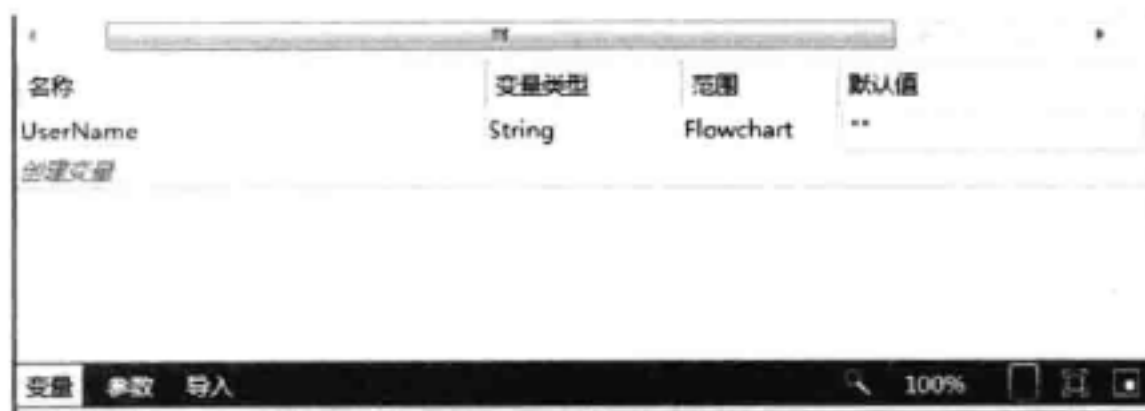 名称 变量类型 范围 默认值
UserName String Flowchart ""
创建变量
变量 参数 导入 100%